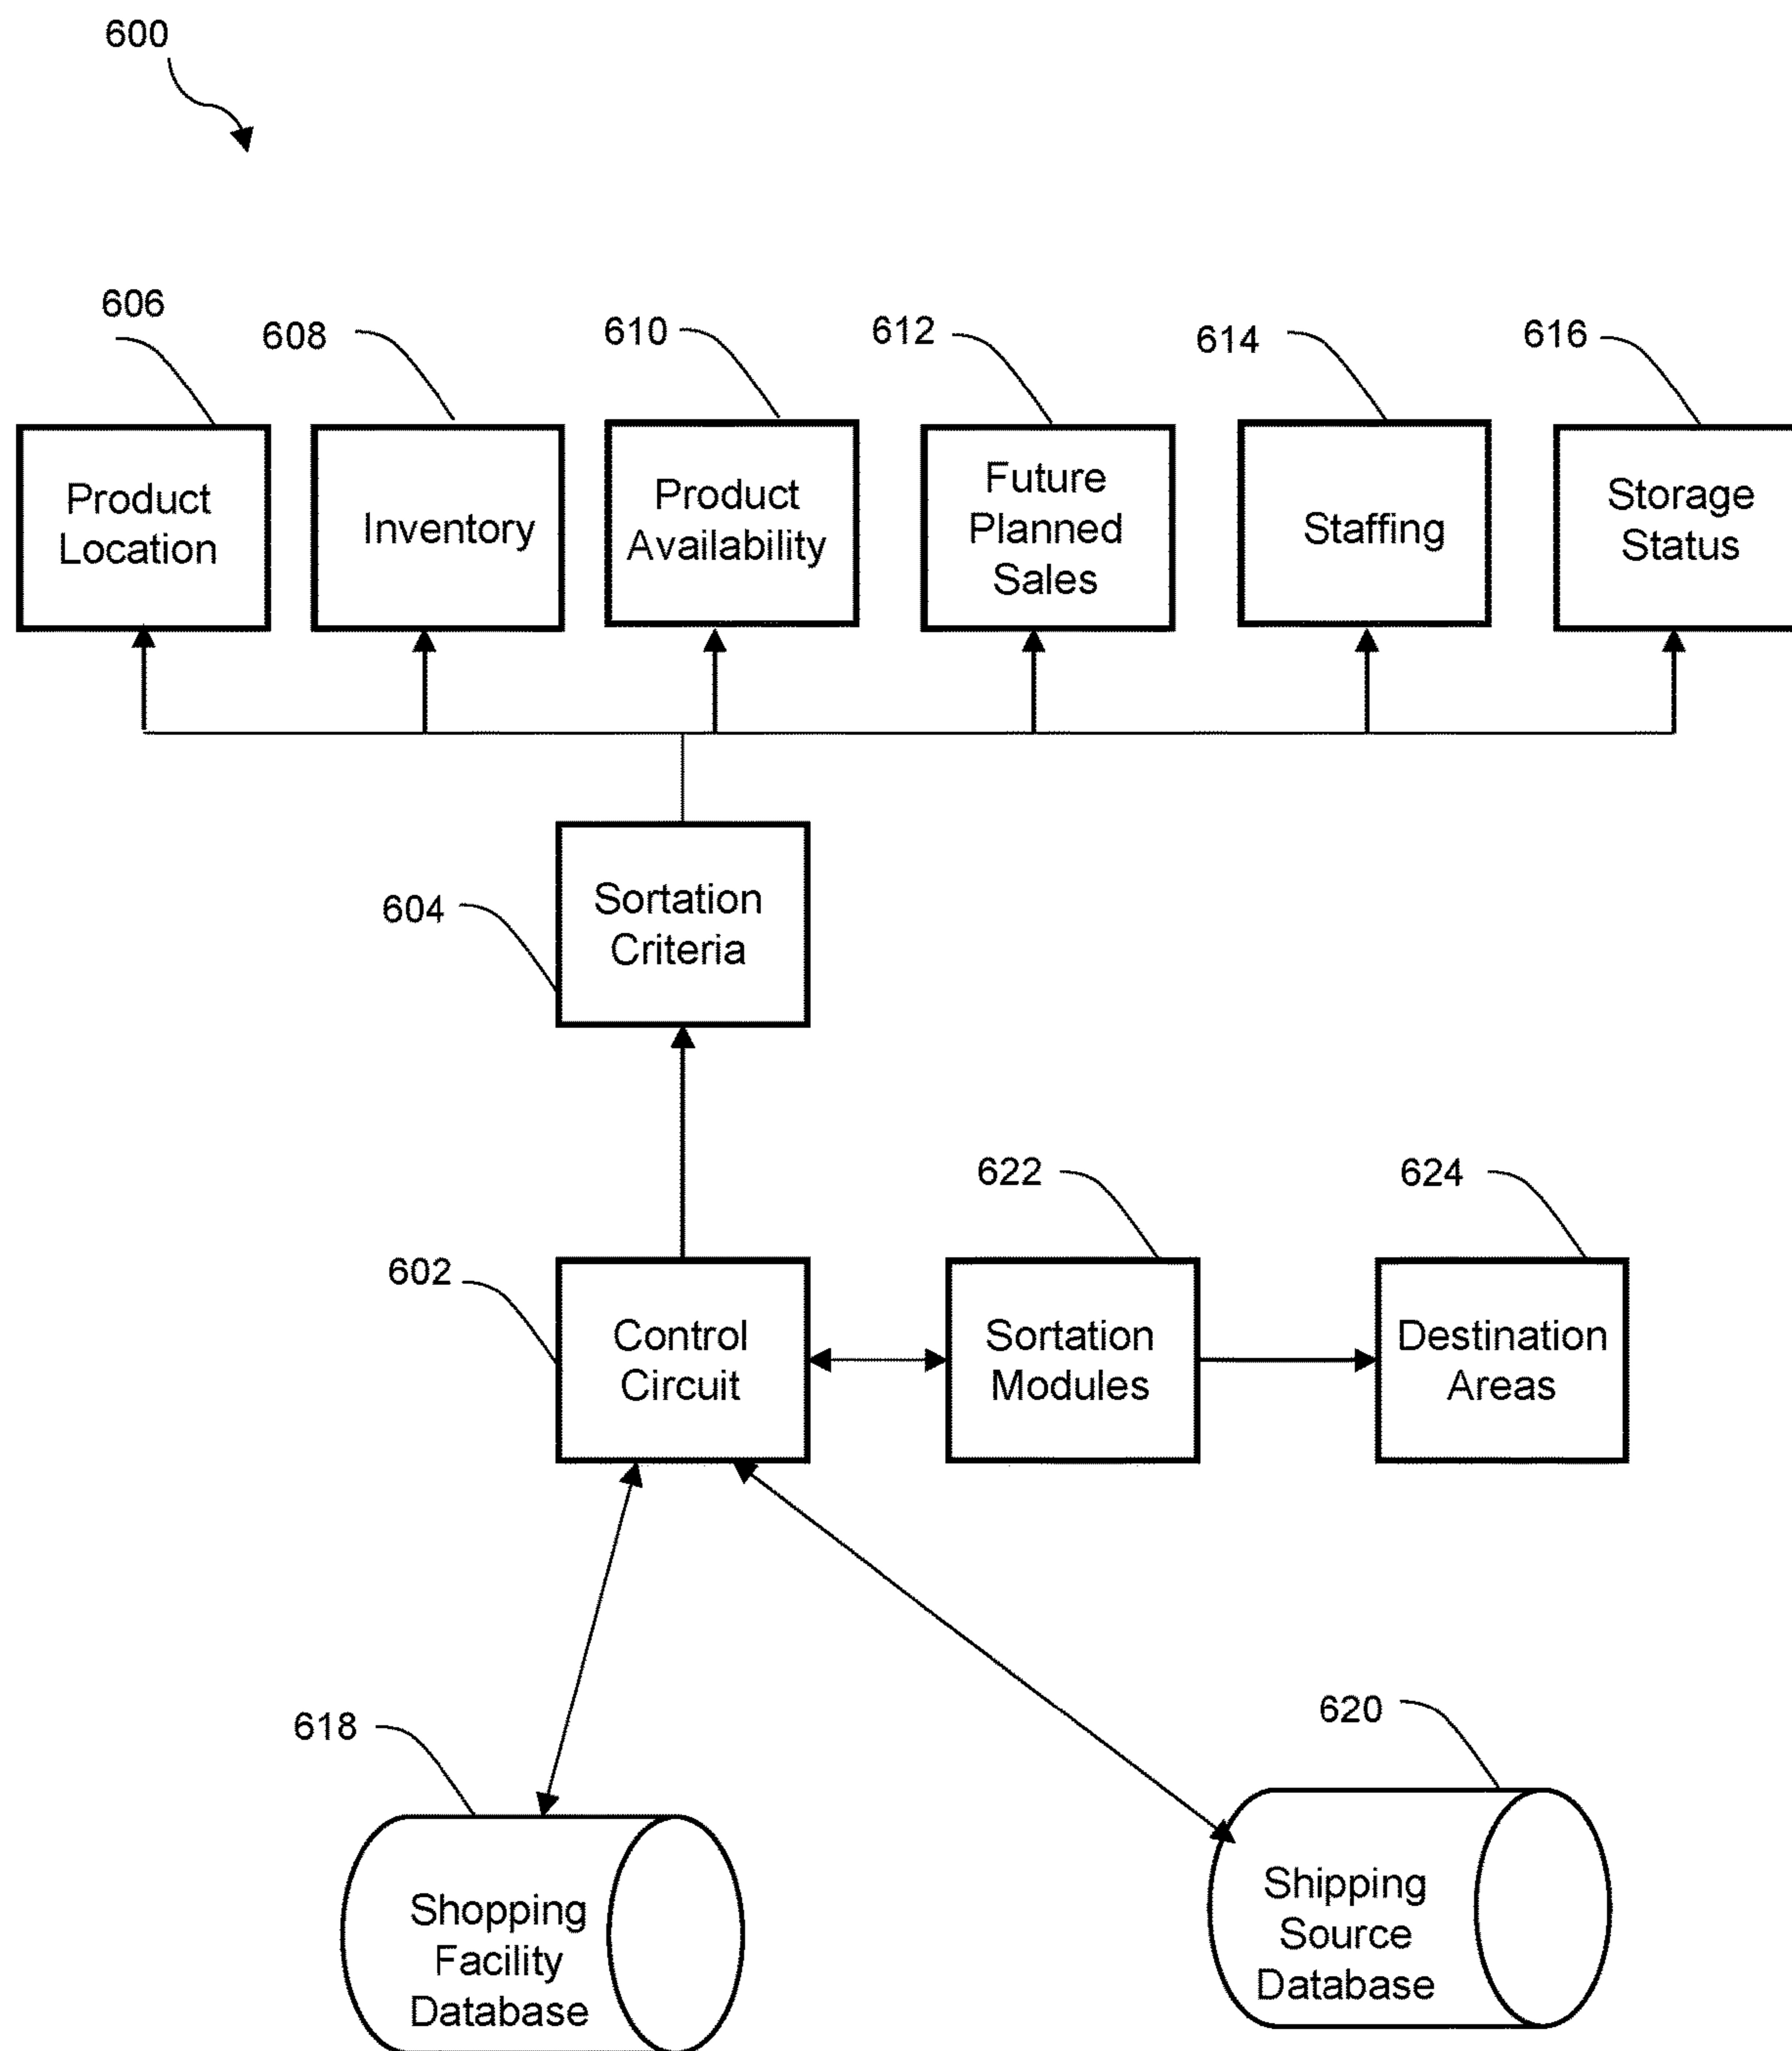 600
606
608
610
612
614
616
Product
Location
Inventory
Product
Availability
Future
Planned
Sales
Staffing
Storage
Status
604
Sortation
Criteria
622
624
602
Control
Circuit
Sortation
Modules
Destination
Areas
618
620
Shopping
Facility
Database
Shipping
Source
Database